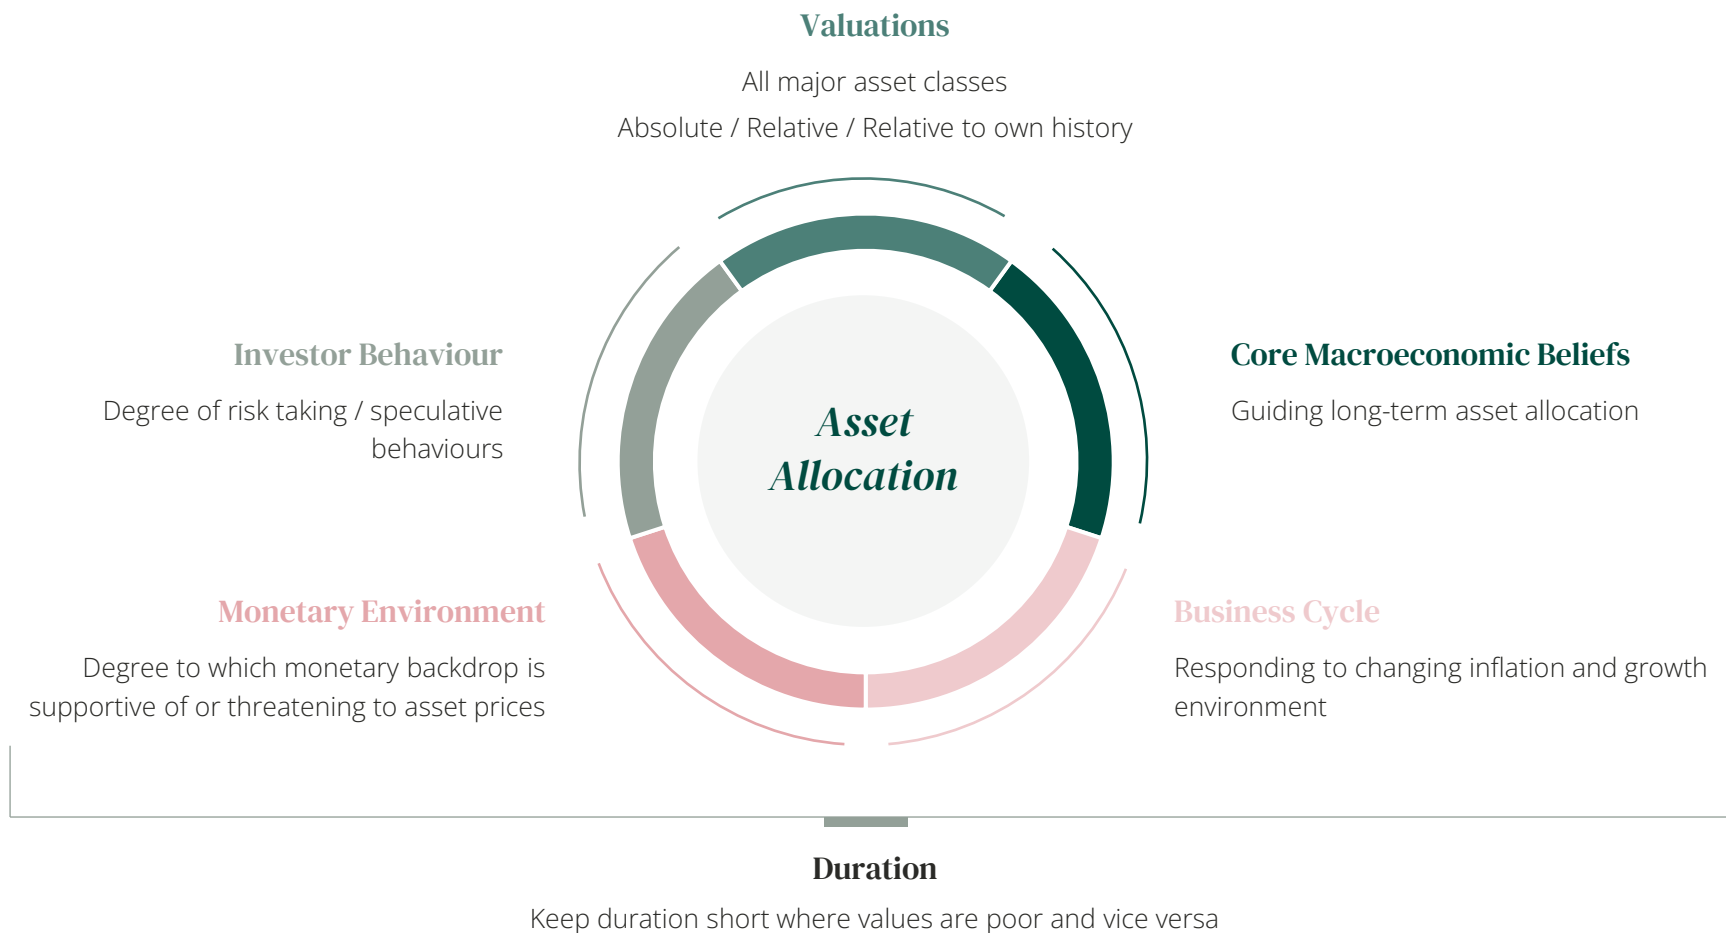 Valuations
All major asset classes
Absolute / Relative / Relative to own history
Investor Behaviour
Degree of risk taking / speculative
behaviours
Asset
Allocation
Core Macroeconomic Beliefs
Guiding long-term asset allocation
Monetary Environment
Degree to which monetary backdrop is
supportive of or threatening to asset prices
Business Cycle
Responding to changing inflation and growth
environment
Duration
Keep duration short where values are poor and vice versa